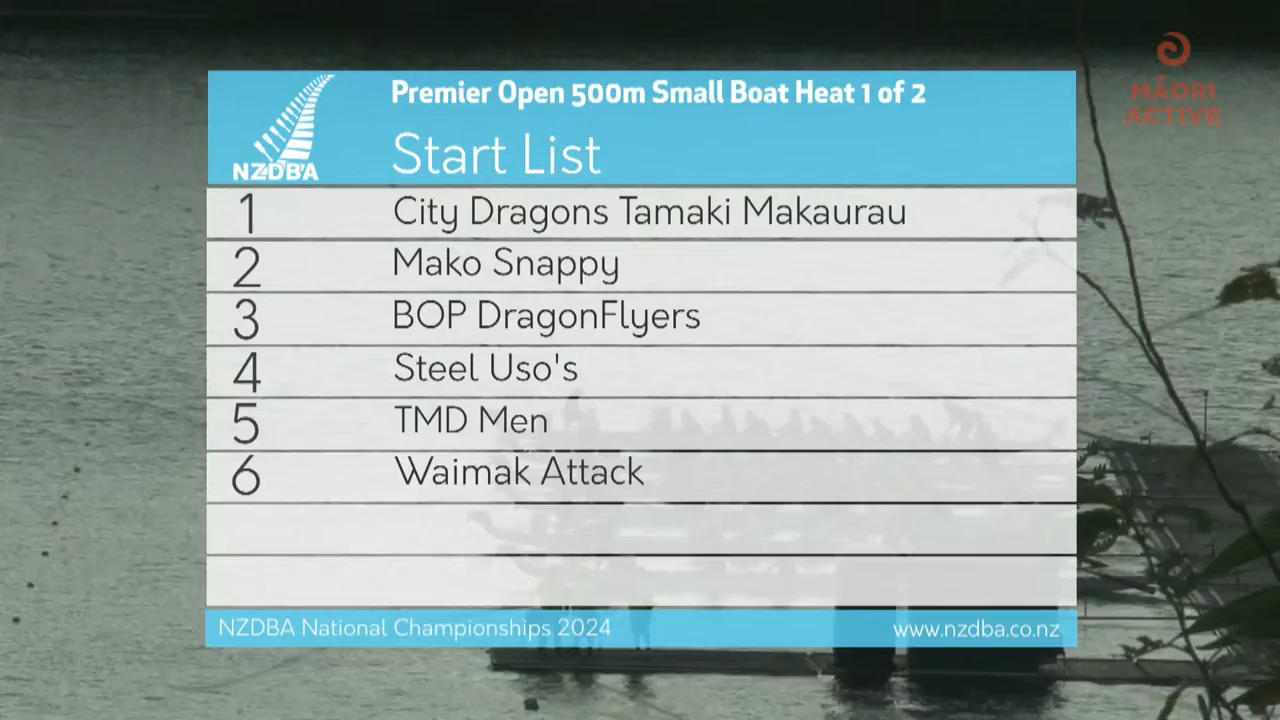 MĀORI
ACTIVE
Premier Open 500m Small Boat Heat 1 of 2
NZDBA
Start List
1 City Dragons Tamaki Makaurau
2 Mako Snappy
3 BOP DragonFlyers
4 Steel Uso's
5 TMD Men
6 Waimak Attack
NZDBA National Championships 2024 www.nzdba.co.nz